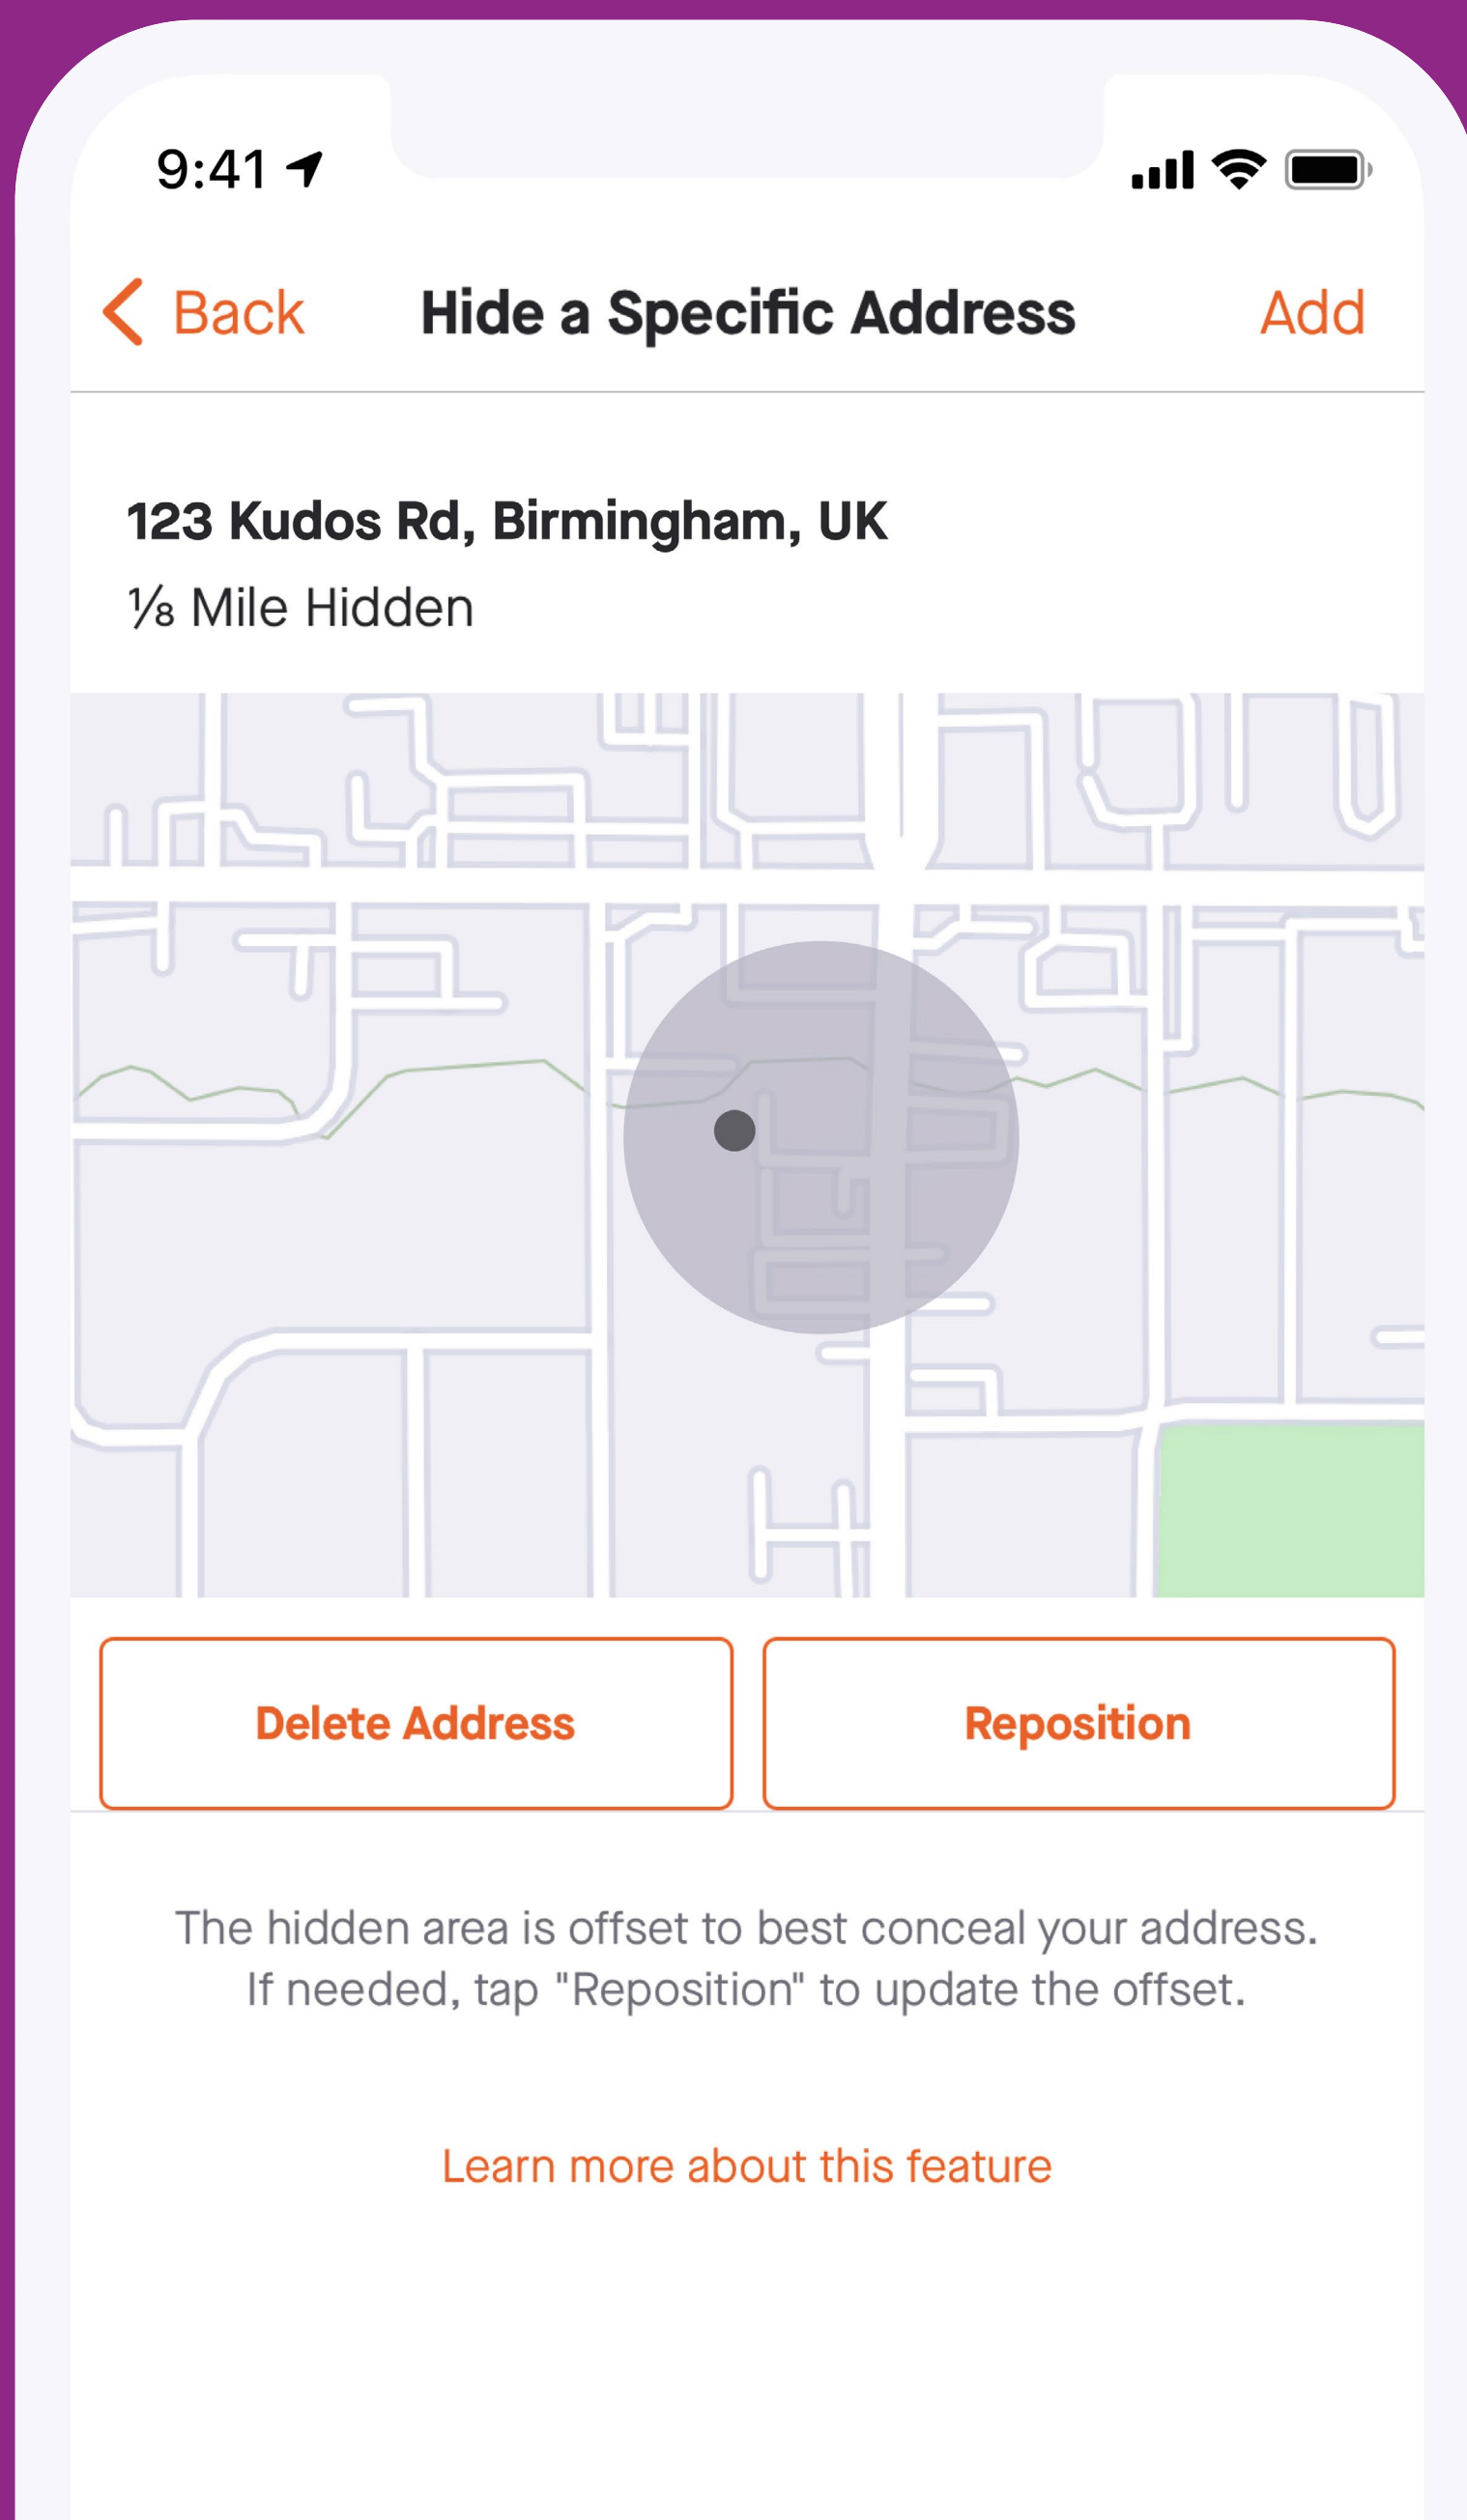 9:41
Back
Hide a Specific Address
Add
123 Kudos Rd, Birmingham, UK
⅛ Mile Hidden
Delete Address
Reposition
The hidden area is offset to best conceal your address.
If needed, tap "Reposition" to update the offset.
Learn more about this feature